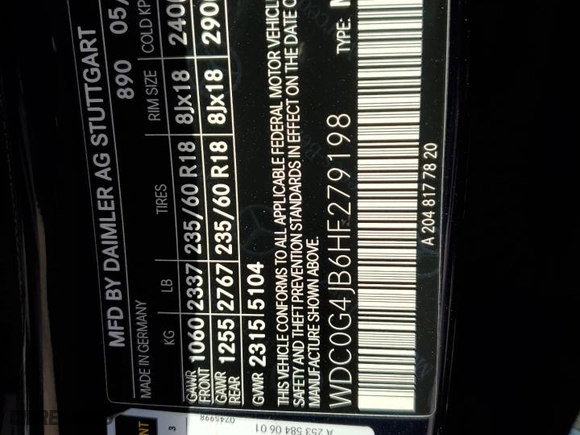 MFD BY DAIMLER AG STUTTGART
MADE IN GERMANY 890 05/
KG LB TIRES RIM SIZE COLD KP
GAWR FRONT 1060 2337 235/60 R18 8Jx18 240
GAWR REAR 1255 2767 235/60 R18 8Jx18 290
GWR 2315 5104
THIS VEHICLE CONFORMS TO ALL APPLICABLE FEDERAL MOTOR VEHICLE
SAFETY AND THEFT PREVENTION STANDARDS IN EFFECT ON THE DATE O
MANUFACTURE SHOWN ABOVE.
WDC0G4JB6HF279198 TYPE:
A 204 817 78 20
0745998
A 253 584 06 01